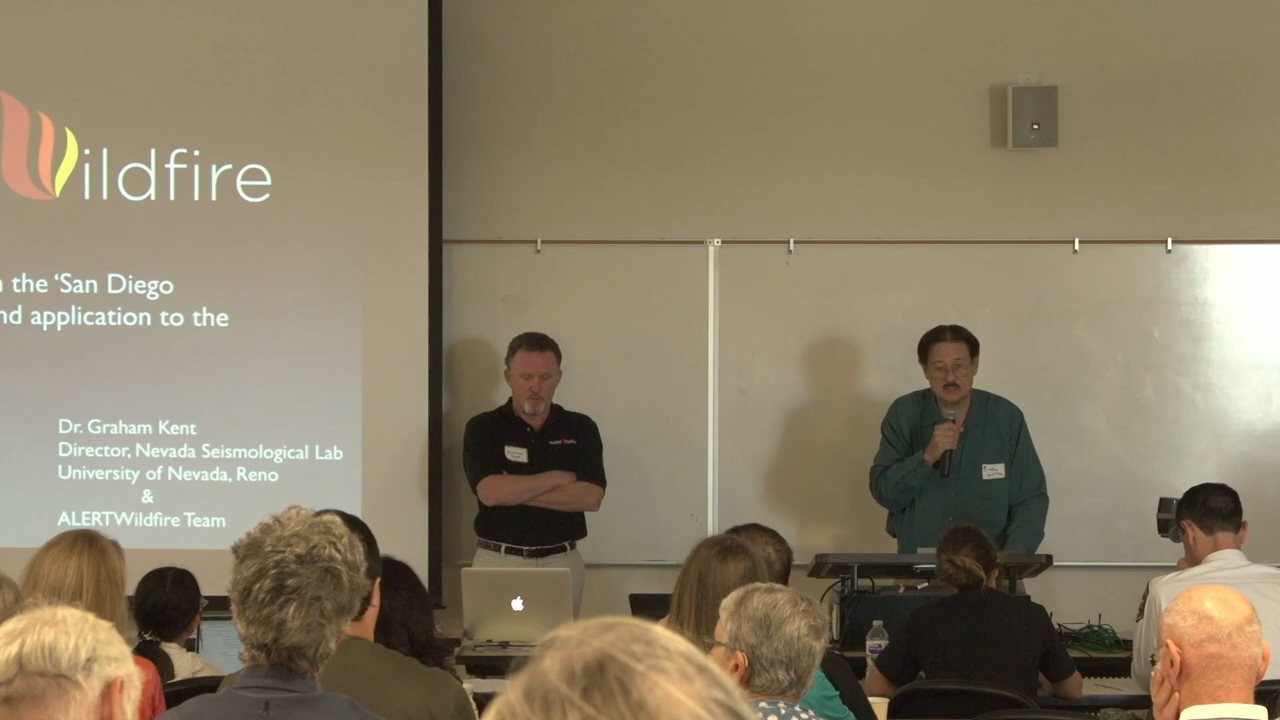 Wildfire
the ‘San Diego
nd application to the
Dr. Graham Kent
Director, Nevada Seismological Lab
University of Nevada, Reno
&
ALERTWildfire Team